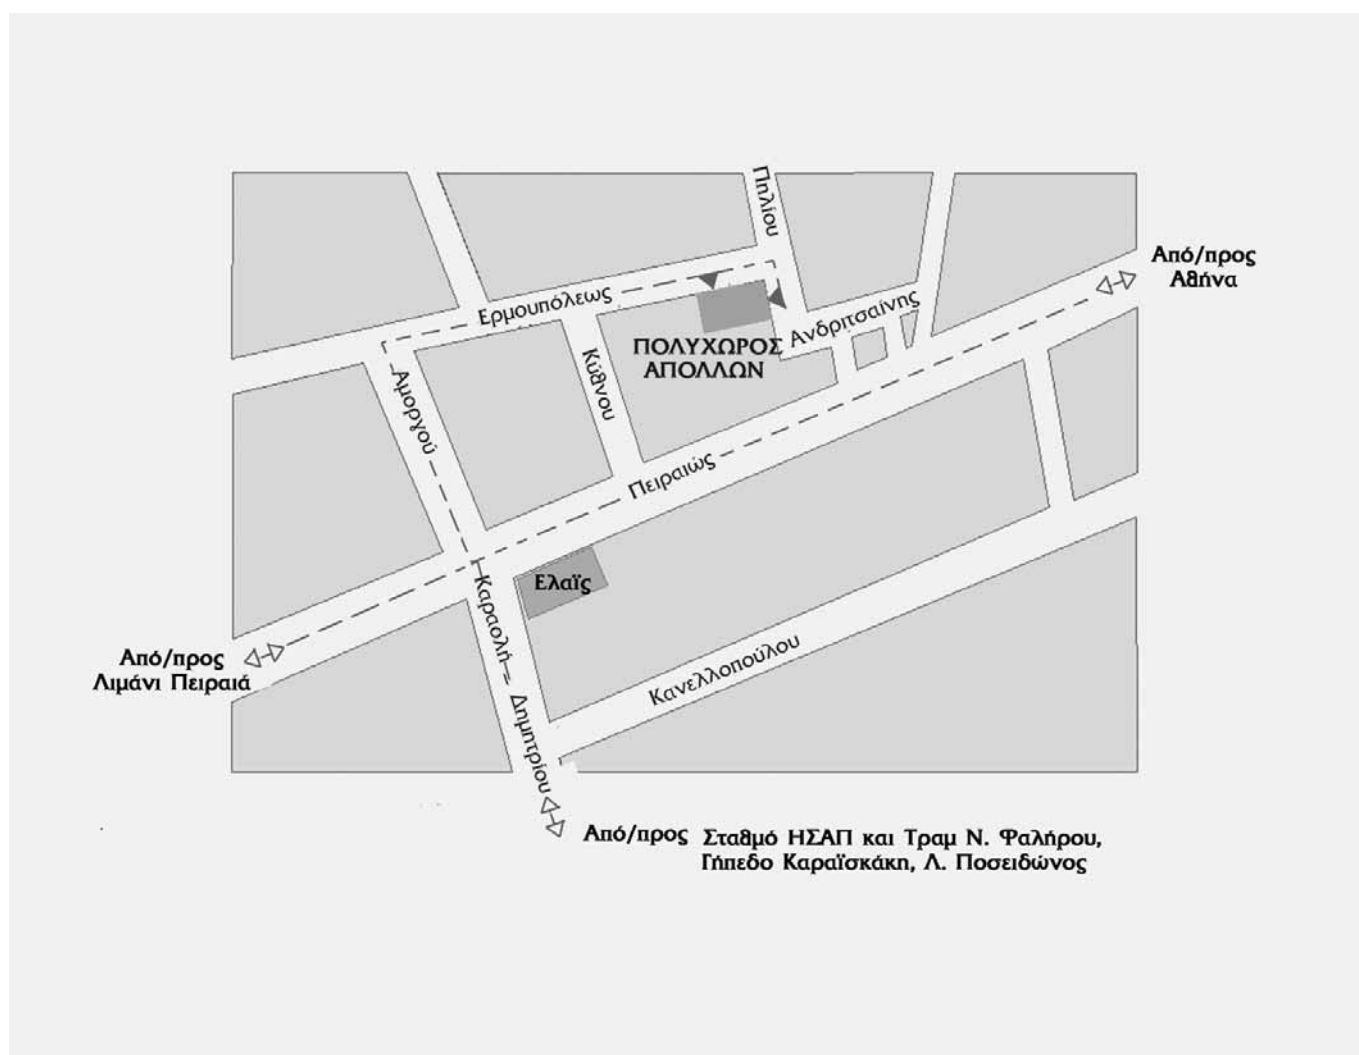 Πηλίου
Από/προς
Αθήνα
Ερμουπόλεως
Ανδριτσαίνης
ΠΟΛΥΧΩΡΟΣ
ΑΠΟΛΛΩΝ
Κύθνου
Αμοργού
Πειραιώς
Ελαΐς
Καραολή
Δημητρίου
Κανελλοπούλου
Από/προς
Λιμάνι Πειραιά
Από/προς Σταθμό ΗΣΑΠ και Τραμ Ν. Φαλήρου,
Γήπεδο Καραϊσκάκη, Λ. Ποσειδώνος